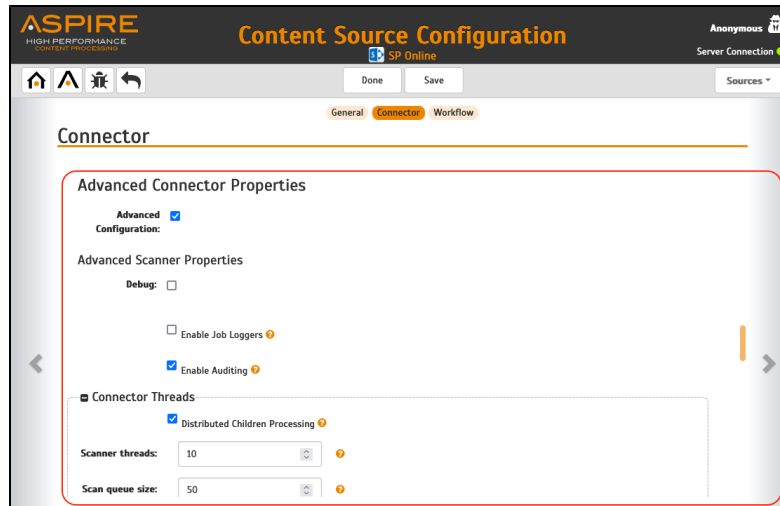 ASPIRE
HIGH PERFORMANCE
CONTENT PROCESSING
Content Source Configuration
SP Online
Anonymous
Server Connection
Done
Save
Sources
General
Connector
Workflow
Connector
Advanced Connector Properties
Advanced
Configuration:
Advanced Scanner Properties
Debug:
Enable Job Loggers
Enable Auditing
Connector Threads
Distributed Children Processing
Scanner threads: 10
Scan queue size: 50